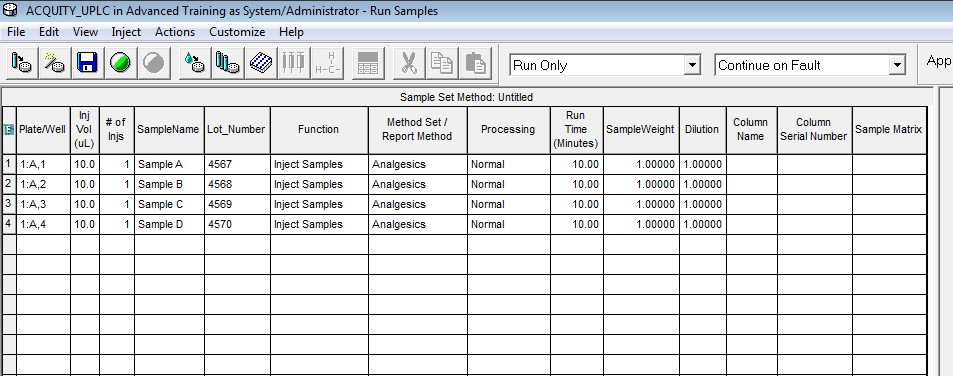 ACQUITY_UPLC in Advanced Training as System/Administrator - Run Samples
File Edit View Inject Actions Customize Help
H-C- Run Only Continue on Fault App
Sample Set Method: Untitled
Plate/Well Inj Vol (uL) # of Injs SampleName Lot_Number Function Method Set / Report Method Processing Run Time (Minutes) SampleWeight Dilution Column Name Column Serial Number Sample Matrix
1 1:A,1 10.0 1 Sample A 4567 Inject Samples Analgesics Normal 10.00 1.00000 1.00000
2 1:A,2 10.0 1 Sample B 4568 Inject Samples Analgesics Normal 10.00 1.00000 1.00000
3 1:A,3 10.0 1 Sample C 4569 Inject Samples Analgesics Normal 10.00 1.00000 1.00000
4 1:A,4 10.0 1 Sample D 4570 Inject Samples Analgesics Normal 10.00 1.00000 1.00000